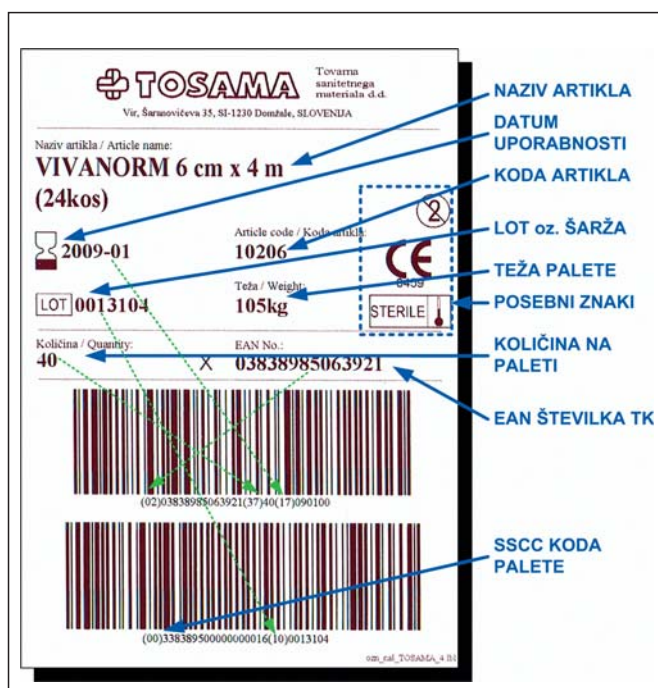 TOSAMA
Tovarna
sanitetnega
materiala d.d.
Vir, Šaranovičeva 35, SI-1230 Domžale, SLOVENIJA
Naziv artikla / Article name:
VIVANORM 6 cm x 4 m
(24kos)
2009-01
Article code / Koda artikla:
10206
2
CE
0459
LOT 0013104
Teža / Weight:
105kg
STERILE
Količina / Quantity:
40
X
EAN No.:
03838985063921
(02)03838985063921(37)40(17)090100
(00)338389500000000016(10)0013104
NAZIV ARTIKLA
DATUM
UPORABNOSTI
KODA ARTIKLA
LOT oz. ŠARŽA
TEŽA PALETE
POSEBNI ZNAKI
KOLIČINA NA
PALETI
EAN ŠTEVILKA TK
SSCC KODA
PALETE